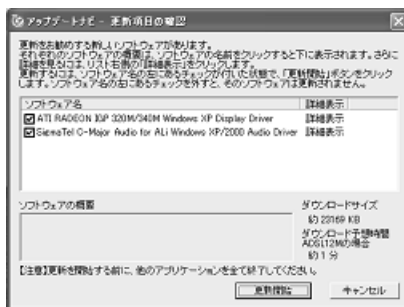 アップデートナビ - 更新項目の確認
更新をお勧めする新しいソフトウェアがあります。
それぞれのソフトウェアの概要は、ソフトウェアの名前をクリックすると下に表示されます。さらに
詳細を見るには、リスト右側の「詳細表示」をクリックします。
更新するには、ソフトウェア名の左にあるチェックが付いた状態で、「更新開始」ボタンをクリック
します。ソフトウェア名の左にあるチェックを外すと、そのソフトウェアは更新されません。
ソフトウェア名 詳細表示
ATI RADEON IGP 320M/340M Windows XP Display Driver 詳細表示
SigmaTel C-Major Audio for ALi Windows XP/2000 Audio Driver 詳細表示
ソフトウェアの概要
ダウンロードサイズ
約 23169 KB
ダウンロード予想時間
ADSL12Mの場合
約 1 分
【注意】更新を開始する前に、他のアプリケーションを全て終了してください。
更新開始 キャンセル